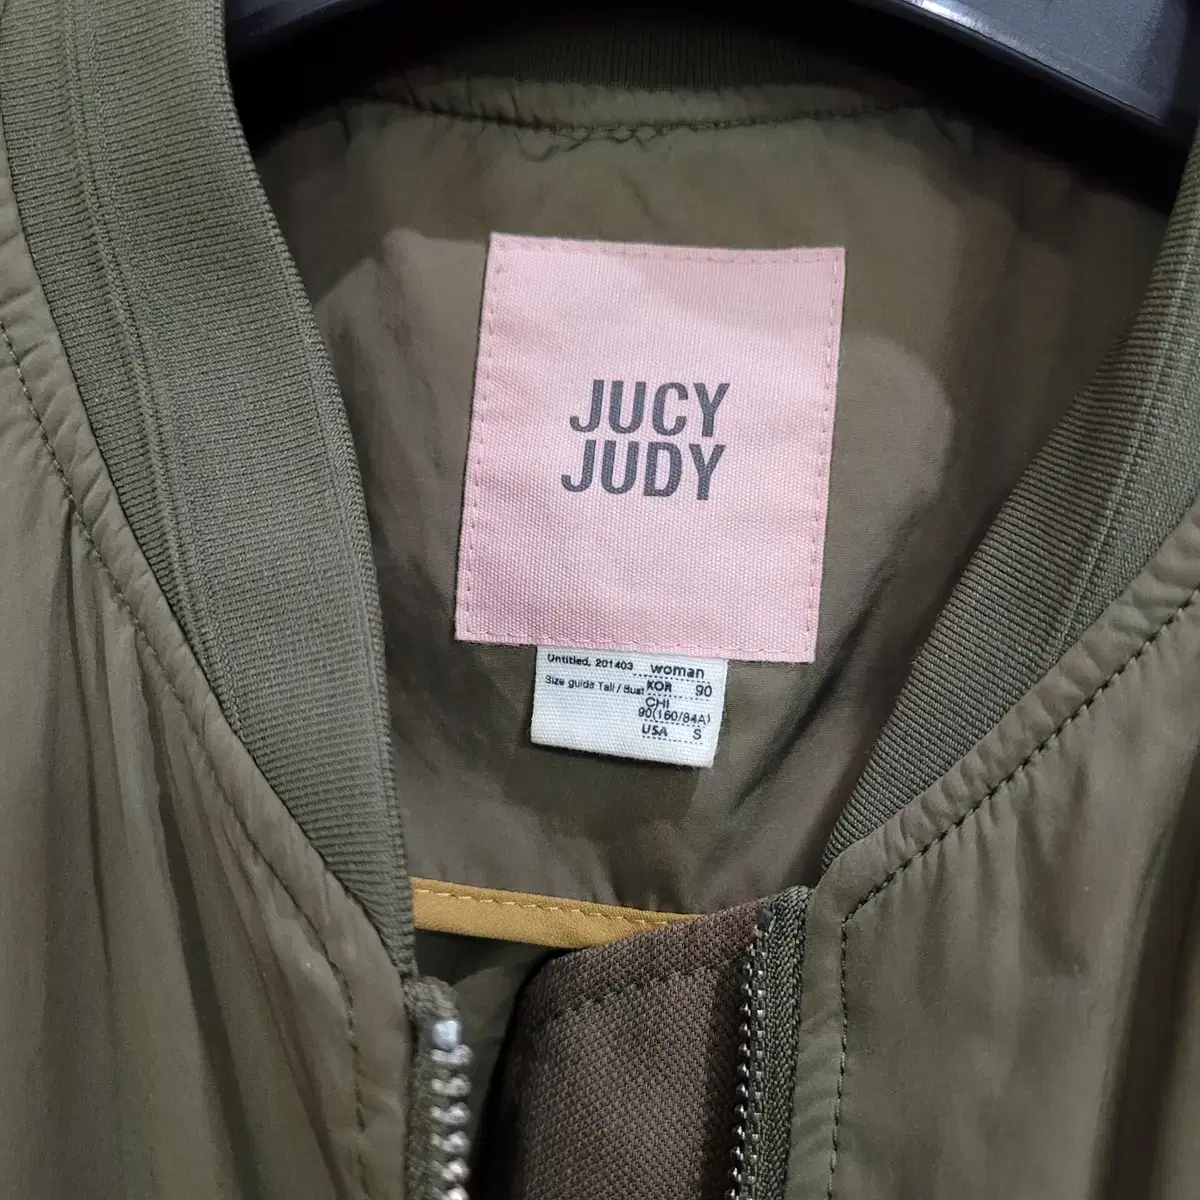 JUCY
JUDY
Untitled, 201403 woman
Size guide Tall / Bust KOR 90
CHI
90(160/84A)
USA S